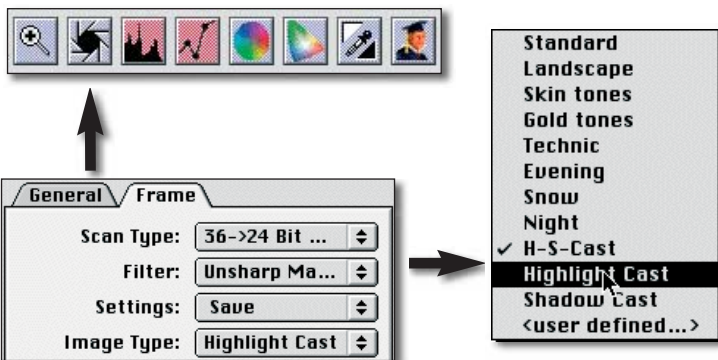 General Frame
Scan Type: 36->24 Bit ...
Filter: Unsharp Ma...
Settings: Save
Image Type: Highlight Cast
Standard
Landscape
Skin tones
Gold tones
Technic
Evening
Snow
Night
✓ H-S-Cast
Highlight Cast
Shadow Cast
<user defined...>